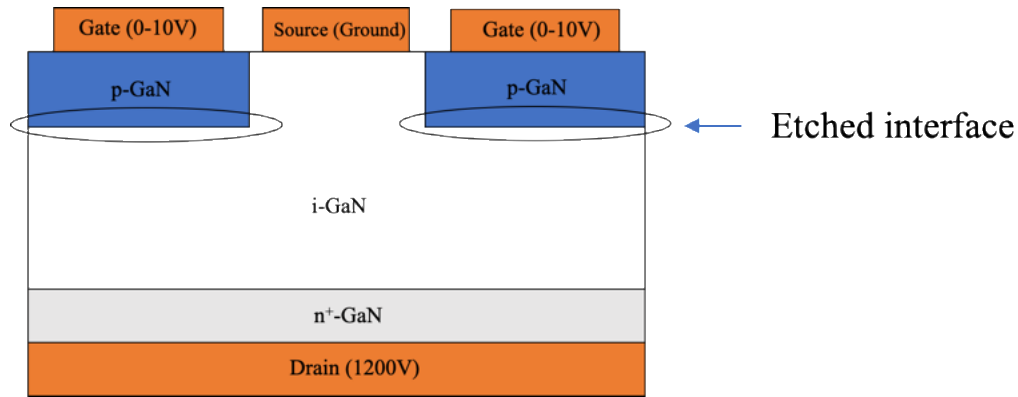 Gate (0-10V)
Source (Ground)
Gate (0-10V)
p-GaN
p-GaN
Etched interface
i-GaN
n⁺-GaN
Drain (1200V)